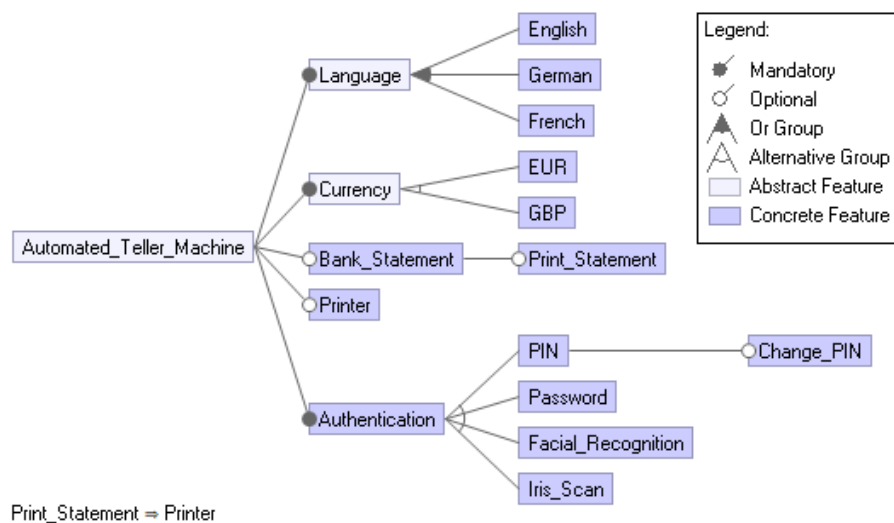 English
Legend:
Language
German
Mandatory
Optional
French
Or Group
EUR
Alternative Group
Currency
Abstract Feature
GBP
Concrete Feature
Automated_Teller_Machine
Bank_Statement
Print_Statement
Printer
PIN
Change_PIN
Password
Authentication
Facial_Recognition
Iris_Scan
Print_Statement ⇒ Printer